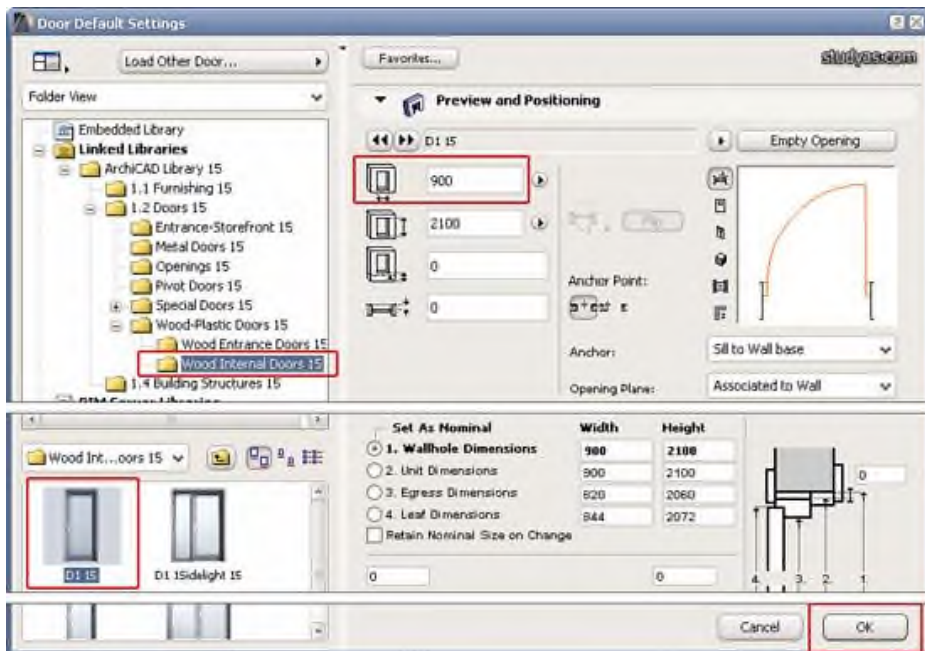 Door Default Settings
Load Other Door...
Folder View
Embedded Library
Linked Libraries
ArchiCAD Library 15
1.1 Furnishing 15
1.2 Doors 15
Entrance-Storefront 15
Metal Doors 15
Openings 15
Pivot Doors 15
Special Doors 15
Wood-Plastic Doors 15
Wood Entrance Doors 15
Wood Internal Doors 15
1.4 Building Structures 15
Favorites...
studyas.com
Preview and Positioning
D1 15
Empty Opening
900
2100
0
0
Flip
Anchor Point:
Anchor:
Sill to Wall base
Opening Plane:
Associated to Wall
Wood Int...oors 15
D1 15
D1 1Sidelight 15
Set As Nominal Width Height
1. Wallhole Dimensions 900 2100
2. Unit Dimensions 900 2100
3. Egress Dimensions 820 2060
4. Leaf Dimensions 844 2072
Retain Nominal Size on Change
0
0
0
4. 3. 2. 1.
Cancel
OK